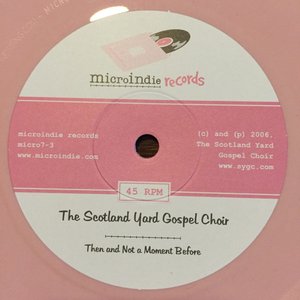 microindie records
microindie records
micro7-3
www.microindie.com
(c) and (p) 2006.
The Scotland Yard
Gospel Choir
www.sygc.com
45 RPM
The Scotland Yard Gospel Choir
Then and Not a Moment Before